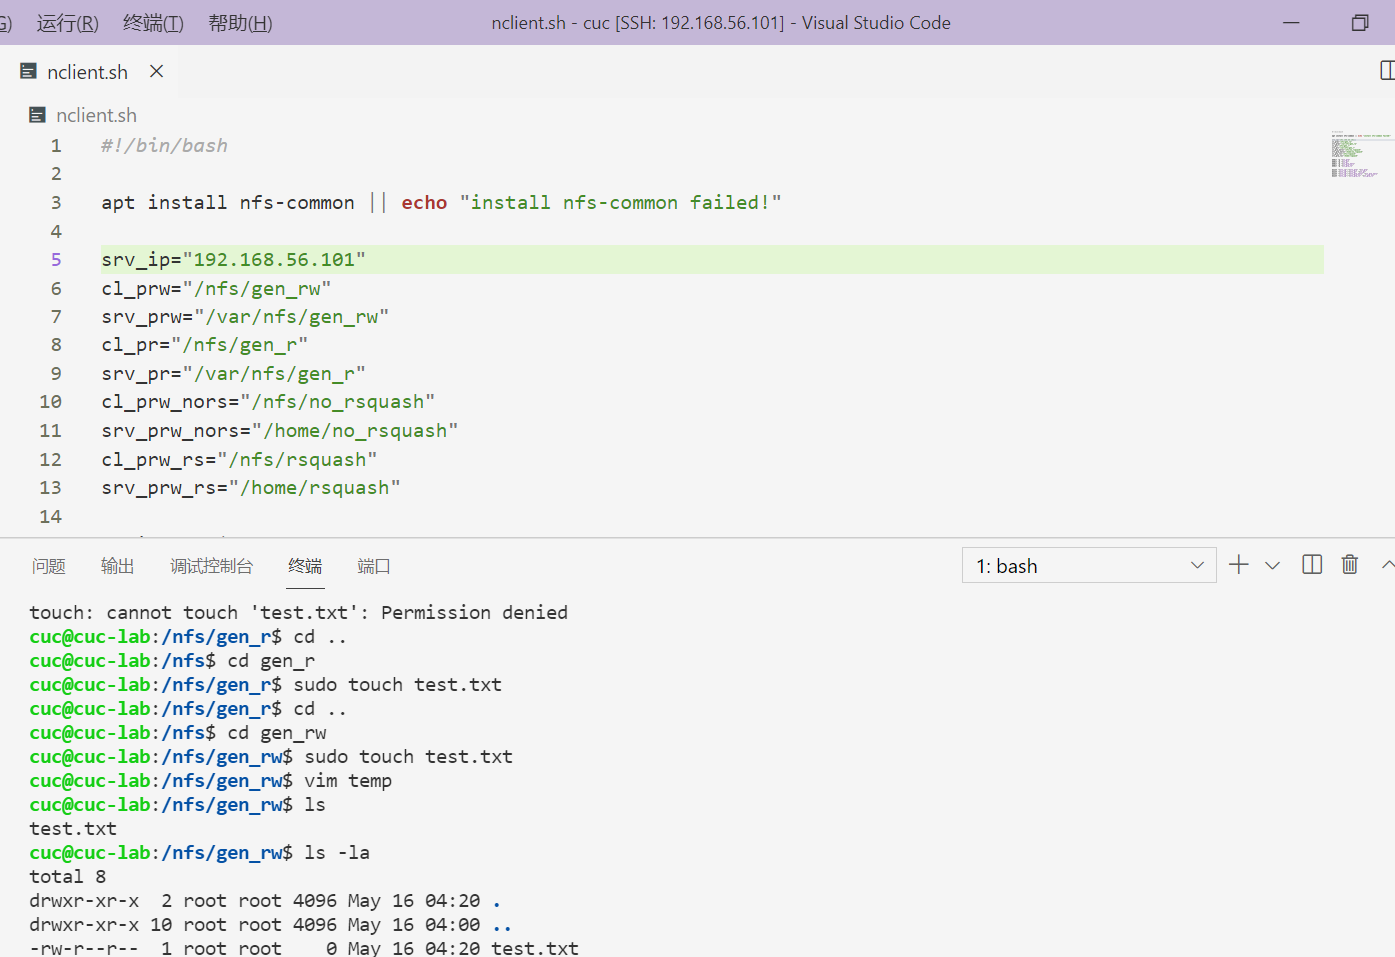 G) 运行(R) 终端(T) 帮助(H) nclient.sh - cuc [SSH: 192.168.56.101] - Visual Studio Code
nclient.sh
nclient.sh
1 #!/bin/bash
2
3 apt install nfs-common || echo "install nfs-common failed!"
4
5 srv_ip="192.168.56.101"
6 cl_prw="/nfs/gen_rw"
7 srv_prw="/var/nfs/gen_rw"
8 cl_pr="/nfs/gen_r"
9 srv_pr="/var/nfs/gen_r"
10 cl_prw_nors="/nfs/no_rsquash"
11 srv_prw_nors="/home/no_rsquash"
12 cl_prw_rs="/nfs/rsquash"
13 srv_prw_rs="/home/rsquash"
14
问题 输出 调试控制台 终端 端口 1: bash
touch: cannot touch 'test.txt': Permission denied
cuc@cuc-lab:/nfs/gen_r$ cd ..
cuc@cuc-lab:/nfs$ cd gen_r
cuc@cuc-lab:/nfs/gen_r$ sudo touch test.txt
cuc@cuc-lab:/nfs/gen_r$ cd ..
cuc@cuc-lab:/nfs$ cd gen_rw
cuc@cuc-lab:/nfs/gen_rw$ sudo touch test.txt
cuc@cuc-lab:/nfs/gen_rw$ vim temp
cuc@cuc-lab:/nfs/gen_rw$ ls
test.txt
cuc@cuc-lab:/nfs/gen_rw$ ls -la
total 8
drwxr-xr-x 2 root root 4096 May 16 04:20 .
drwxr-xr-x 10 root root 4096 May 16 04:00 ..
-rw-r--r-- 1 root root 0 May 16 04:20 test.txt